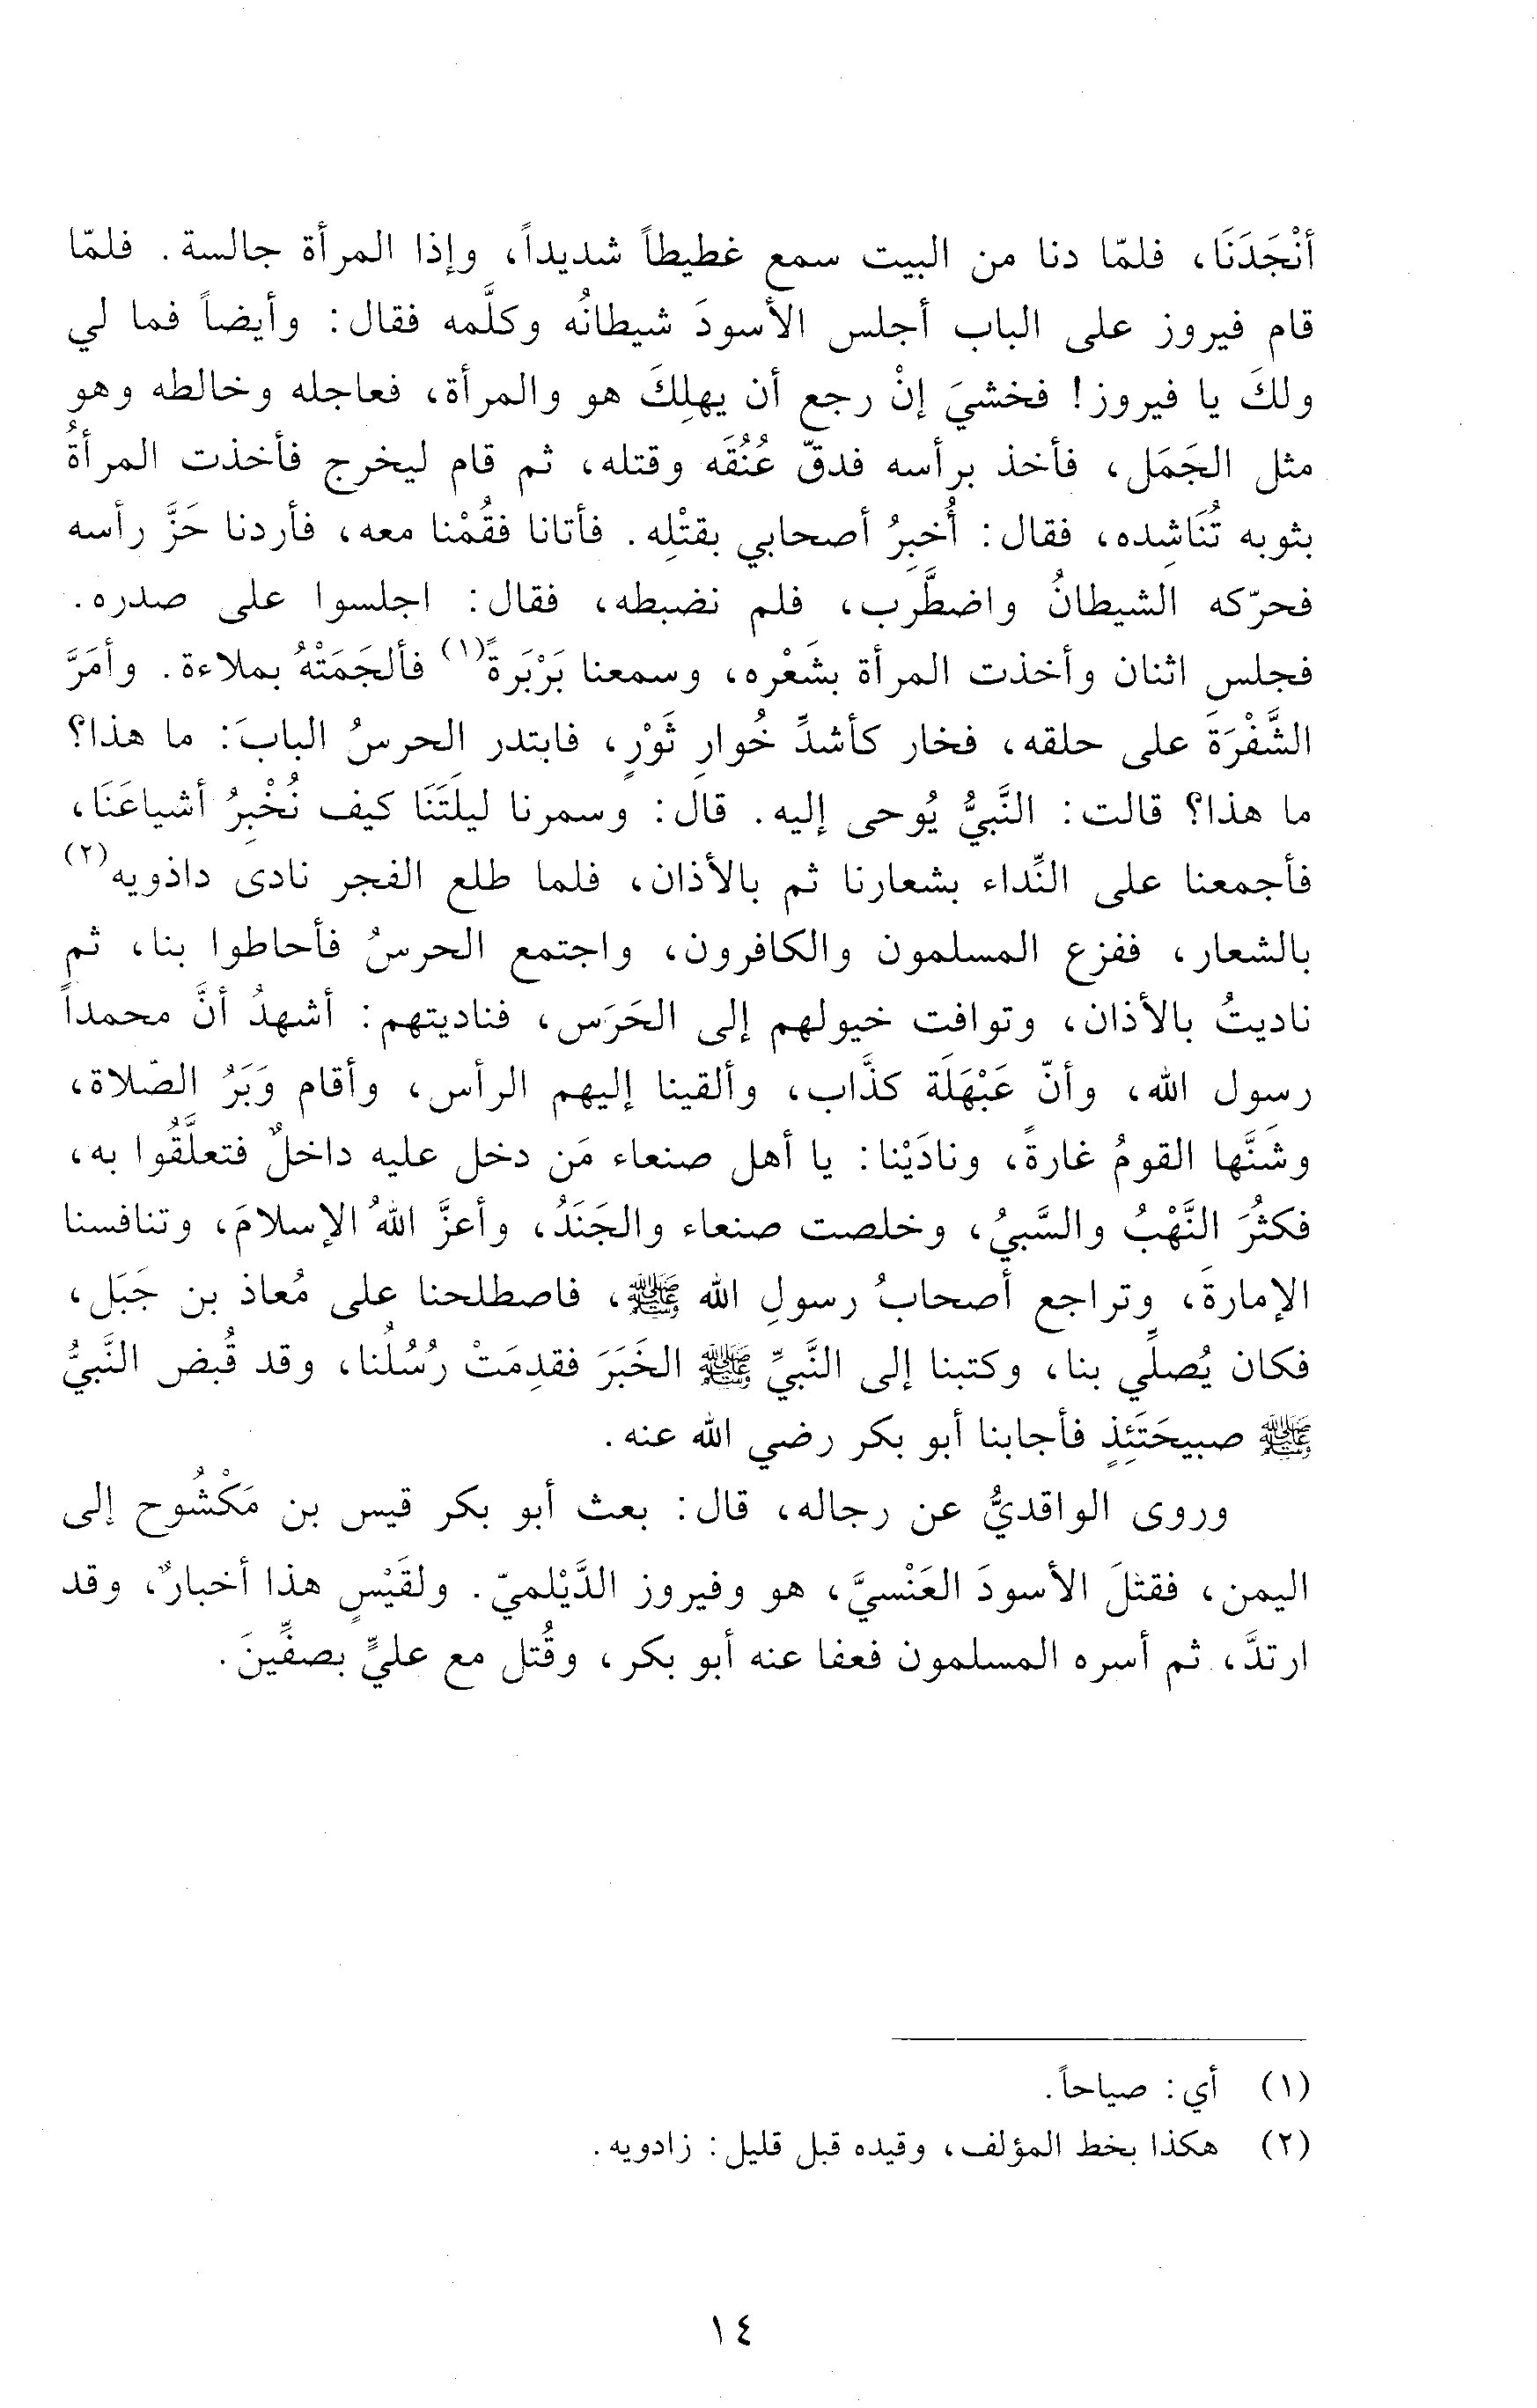 أَنْجَدَنَا، فلمّا دنا من البيت سمع غطيطاً شديداً، وإذا المرأة جالسة. فلمّا
قام فيروز على الباب أجلس الأسودَ شيطانُه وكلَّمه فقال: وأيضاً فما لي
ولكَ يا فيروز! فخشيَ إنْ رجع أن يهلِكَ هو والمرأة، فعاجله وخالطه وهو
مثل الجَمَل، فأخذ برأسه فدقّ عُنُقَه وقتله، ثم قام ليخرج فأخذت المرأةُ
بثوبه تُنَاشِده، فقال: أُخبِرُ أصحابي بقتْلِه. فأتانا فقُمْنا معه، فأردنا حَزَّ رأسه
فحرّكه الشيطانُ واضطَّرِب، فلم نضبطه، فقال: اجلسوا على صدره.
فجلس اثنان وأخذت المرأة بشَعْره، وسمعنا بَرْبَرةً(١) فألجَمَتْهُ بملاءة. وأمَرَّ
الشَّفْرَةَ على حلقه، فخار كأشدِّ خُوارِ ثَوْرٍ، فابتدر الحرسُ البابَ: ما هذا؟
ما هذا؟ قالت: النَّبيُّ يُوحى إليه. قال: وسمرنا ليلَتَنَا كيف نُخْبِرُ أشياعَنَا،
فأجمعنا على النِّداء بشعارنا ثم بالأذان، فلما طلع الفجر نادى داذويه(٢)
بالشعار، ففزع المسلمون والكافرون، واجتمع الحرسُ فأحاطوا بنا، ثم
ناديتُ بالأذان، وتوافت خيولهم إلى الحَرَس، فناديتهم: أشهدُ أنَّ محمداً
رسول الله، وأنّ عَبْهَلَة كذَّاب، وألقينا إليهم الرأس، وأقام وَبَرُ الصّلاة،
وشَنَّها القومُ غارةً، ونادَيْنا: يا أهل صنعاء مَن دخل عليه داخلٌ فتعلَّقُوا به،
فكثُرَ النَّهْبُ والسَّبيُ، وخلصت صنعاء والجَنَدُ، وأعزَّ اللهُ الإسلامَ، وتنافسنا
الإمارةَ، وتراجع أصحابُ رسولِ الله ﷺ، فاصطلحنا على مُعاذ بن جَبَل،
فكان يُصلِّي بنا، وكتبنا إلى النَّبيِّ ﷺ الخَبَرَ فقدِمَتْ رُسُلُنا، وقد قُبض النَّبيُّ
ﷺ صبيحَتَئِذٍ فأجابنا أبو بكر رضي الله عنه.
وروى الواقديُّ عن رجاله، قال: بعث أبو بكر قيس بن مَكْشُوح إلى
اليمن، فقتلَ الأسودَ العَنْسيَّ، هو وفيروز الدَّيْلميّ. ولقَيْسٍ هذا أخبارٌ، وقد
ارتدَّ، ثم أسره المسلمون فعفا عنه أبو بكر، وقُتل مع عليٍّ بصفِّينَ.
(١) أي: صياحاً.
(٢) هكذا بخط المؤلف، وقيده قبل قليل: زادويه.
١٤